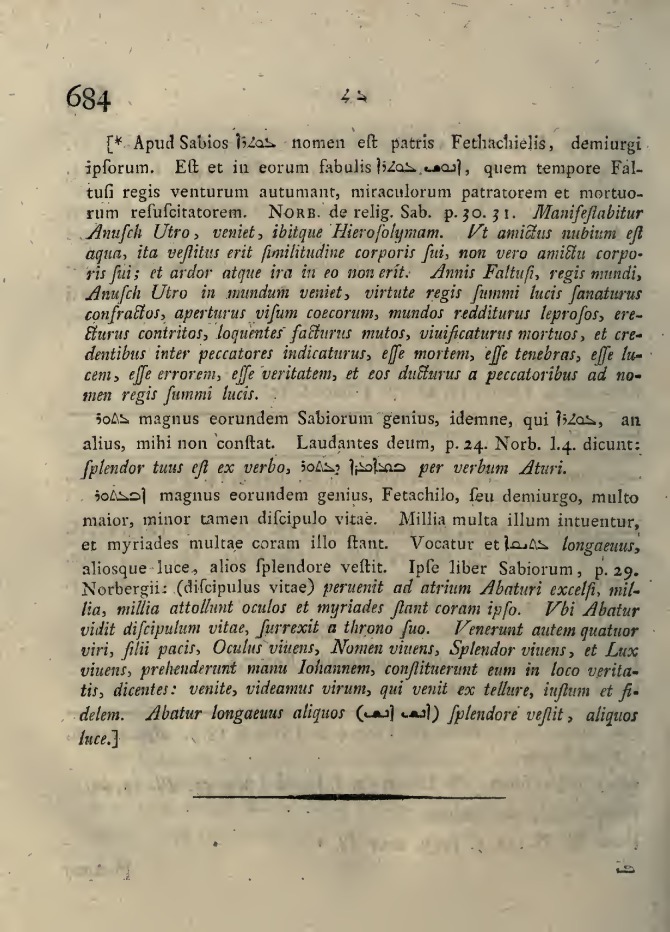 684 ܥܬ
[* Apud Sabios ܥܘܬܪܐ nomen eſt patris Fethachielis, demiurgi
ipſorum. Eſt et in eorum fabulis ܐܢܘܫ ܥܘܬܪܐ, quem tempore Fal-
tuſi regis venturum autumant, miraculorum patratorem et mortuo-
rum reſuſcitatorem. NORB. de relig. Sab. p. 30. 31. Manifeſtabitur
Anuſch Utro, veniet, ibitque Hieroſolymam. Vt amictus nubium eſt
aqua, ita veſtitus erit ſimilitudine corporis ſui, non vero amictu corpo-
ris ſui; et ardor atque ira in eo non erit. Annis Faltuſi, regis mundi,
Anuſch Utro in mundum veniet, virtute regis ſummi lucis ſanaturus
confractos, aperturus viſum coecorum, mundos redditurus leproſos, ere-
cturus contritos, loquentes facturus mutos, viuificaturus mortuos, et cre-
dentibus inter peccatores indicaturus, eſſe mortem, eſſe tenebras, eſſe lu-
cem, eſſe errorem, eſſe veritatem, et eos ducturus a peccatoribus ad no-
men regis ſummi lucis.
ܥܬܘܪ magnus eorundem Sabiorum genius, idemne, qui ܥܘܬܪܐ, an
alius, mihi non conſtat. Laudantes deum, p. 24. Norb. l. 4. dicunt:
ſplendor tuus eſt ex verbo, ܒܡܐܡܪܐ ܕܥܬܘܪ per verbum Aturi.
ܐܒܥܬܘܪ magnus eorundem genius, Fetachilo, ſeu demiurgo, multo
maior, minor tamen diſcipulo vitae. Millia multa illum intuentur,
et myriades multae coram illo ſtant. Vocatur et ܥܬܝܩܐ longaeuus,
aliosque luce, alios ſplendore veſtit. Ipſe liber Sabiorum, p. 29.
Norbergii: (diſcipulus vitae) peruenit ad atrium Abaturi excelſi, mil-
lia, millia attollunt oculos et myriades ſtant coram ipſo. Vbi Abatur
vidit diſcipulum vitae, ſurrexit a throno ſuo. Venerunt autem quatuor
viri, filii pacis, Oculus viuens, Nomen viuens, Splendor viuens, et Lux
viuens, prehenderunt manu Iohannem, conſtituerunt eum in loco verita-
tis, dicentes: venite, videamus virum, qui venit ex tellure, iuſtum et fi-
delem. Abatur longaeuus aliquos (ܐܢܫ ܐܢܫ) ſplendore veſtit, aliquos
luce.]